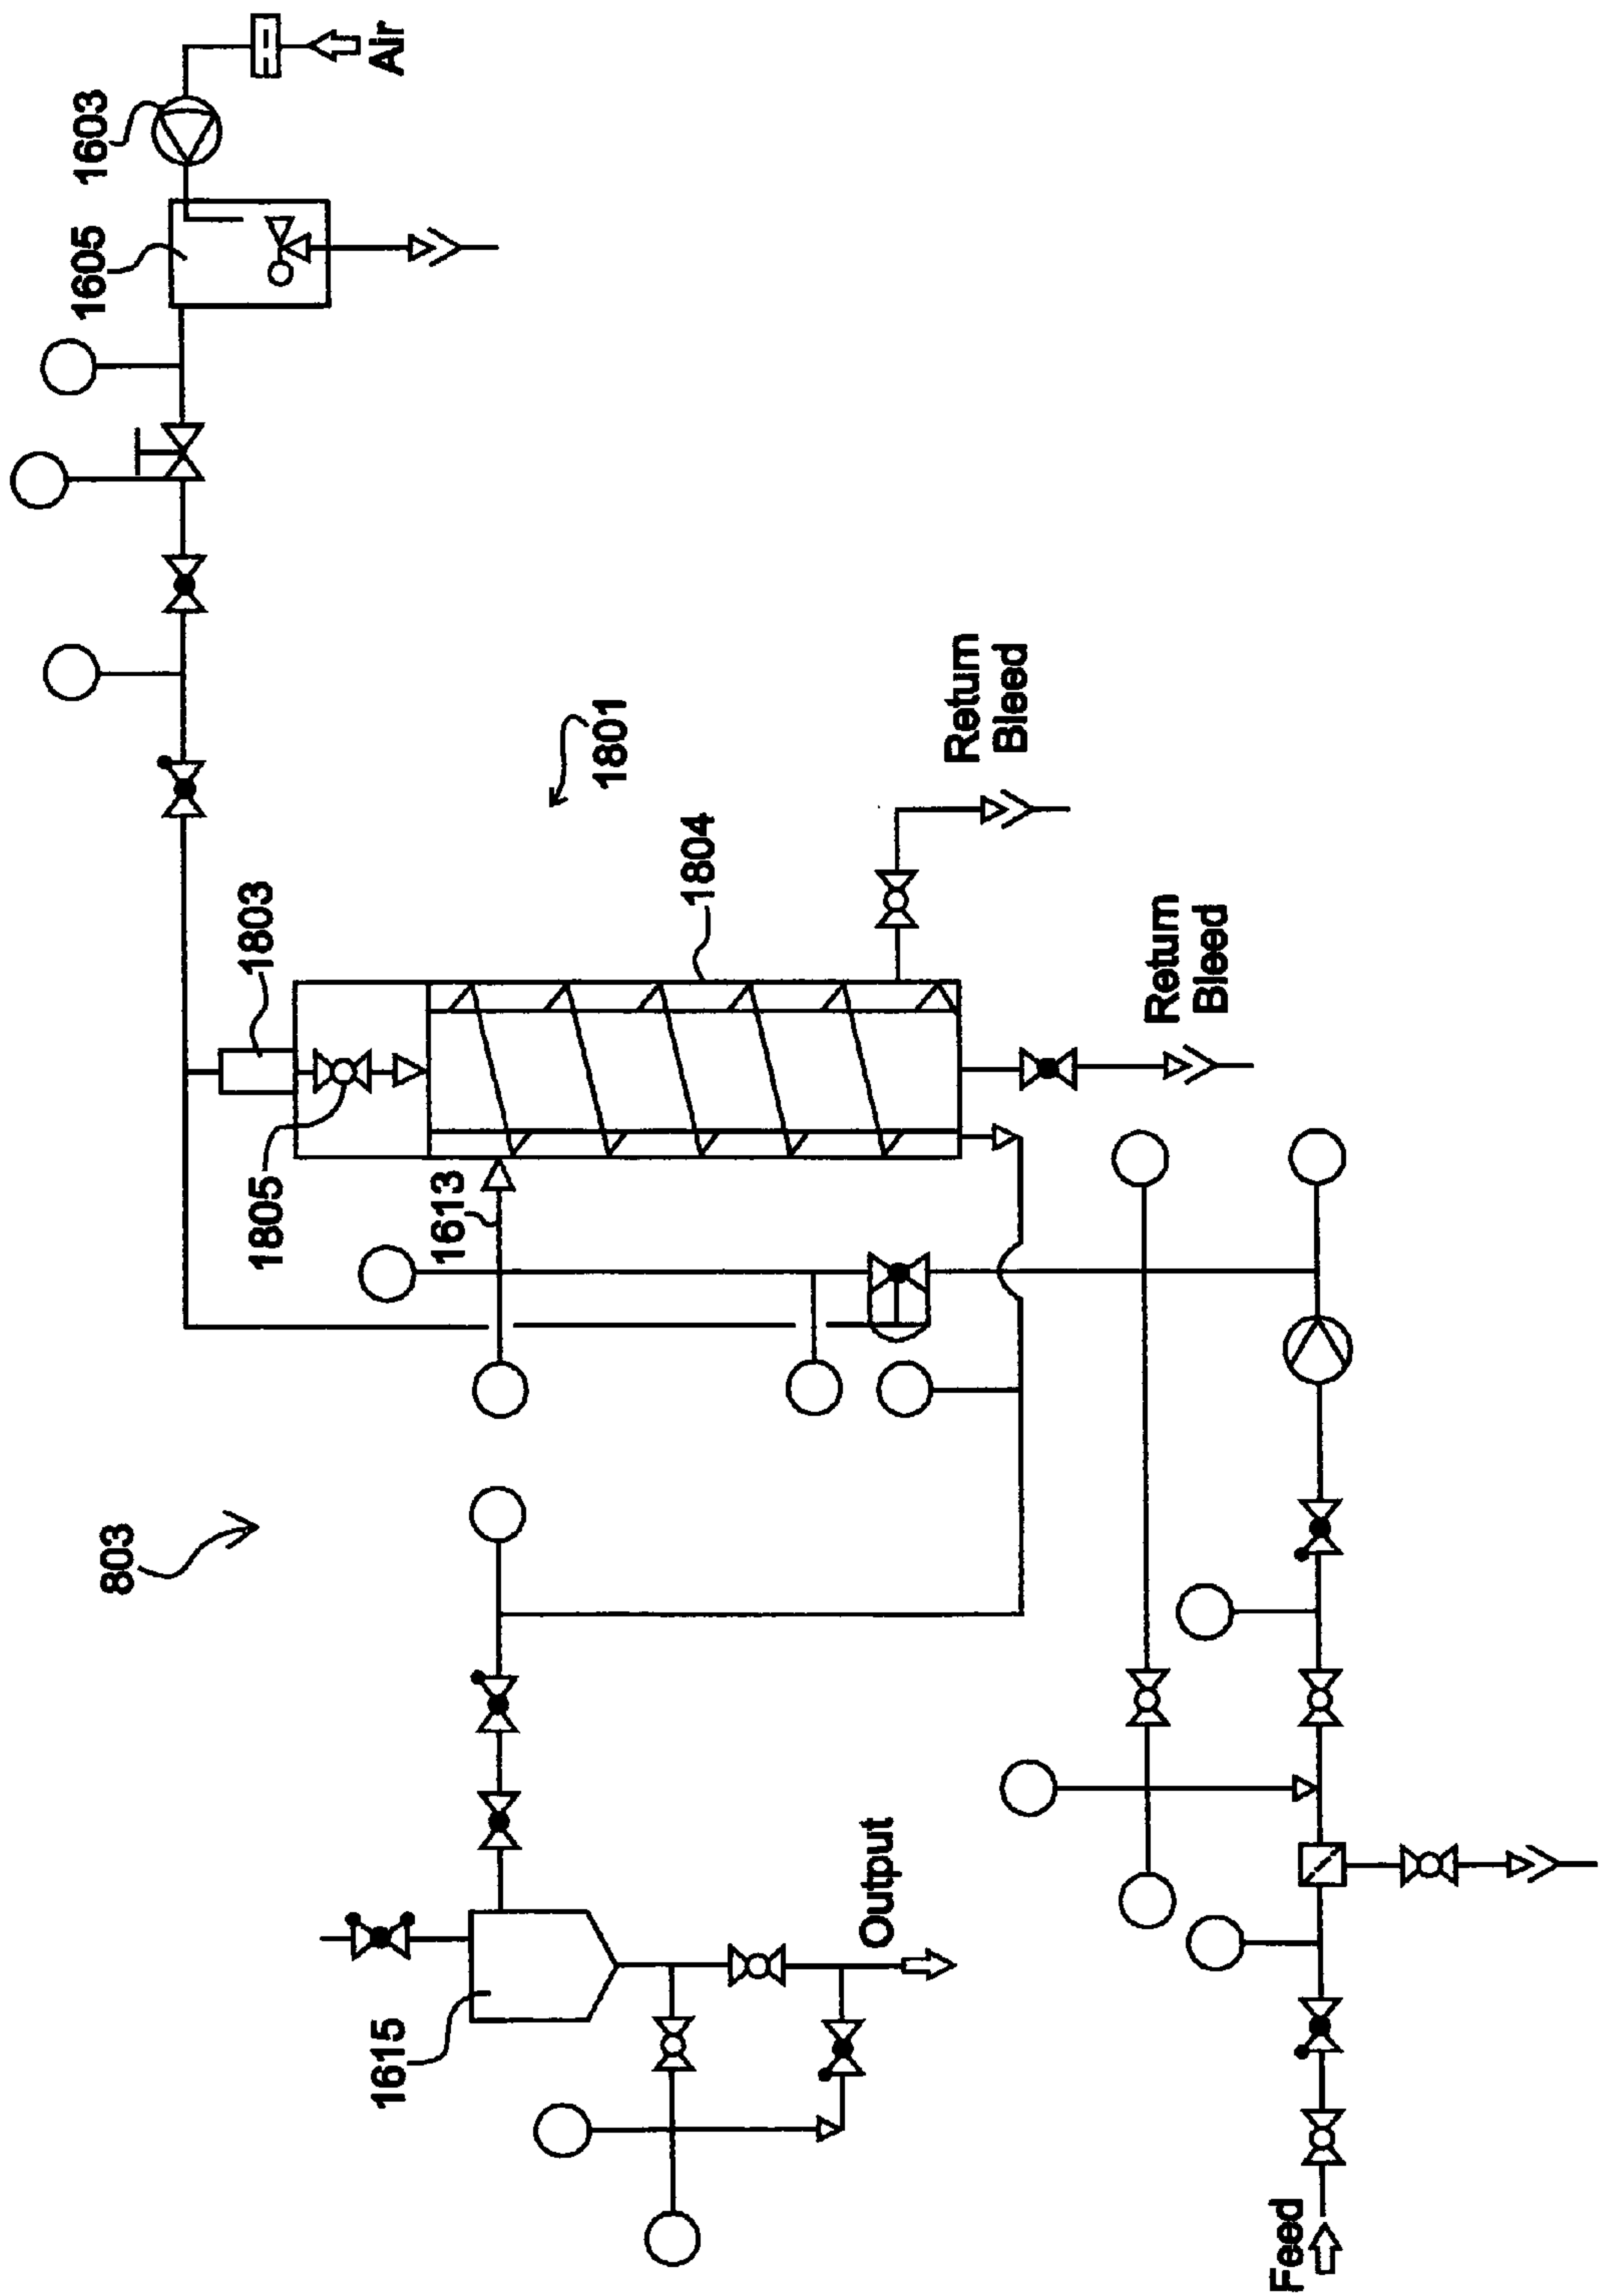 803
1615
Output
Feed
1805
1613
1803
1804
1801
Return
Bleed
Return
Bleed
1605
1603
Air